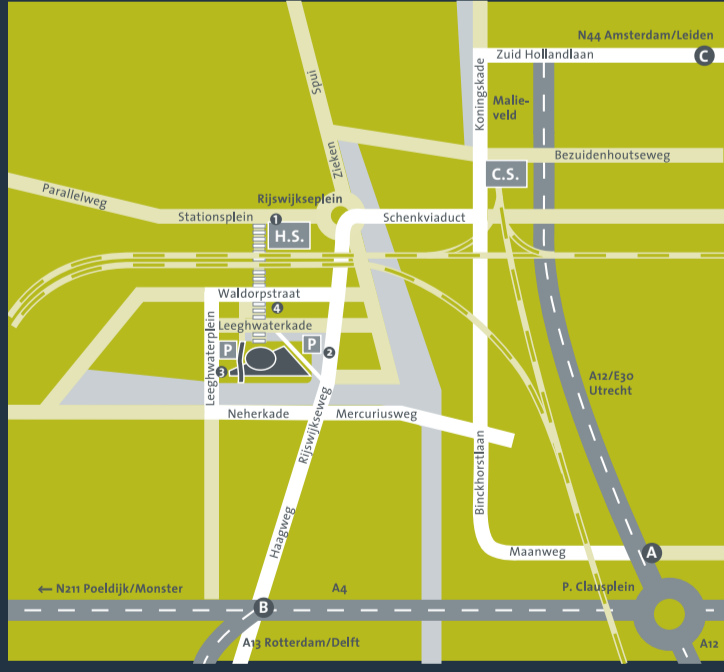 N44 Amsterdam/Leiden
Zuid Hollandlaan
C
Spui
Koningskade
Malie-
veld
Zieken
Bezuidenhoutseweg
C.S.
Parallelweg
Rijswijkseplein
Stationsplein
1
H.S.
Schenkviaduct
Waldorpstraat
4
Leeghwaterkade
Leeghwaterplein
P
P
2
3
A12/E30
Utrecht
Neherkade
Mercuriusweg
Rijswijkseweg
Binckhorstlaan
Haagweg
Maanweg
A
← N211 Poeldijk/Monster
A4
P. Clausplein
B
A13 Rotterdam/Delft
A12